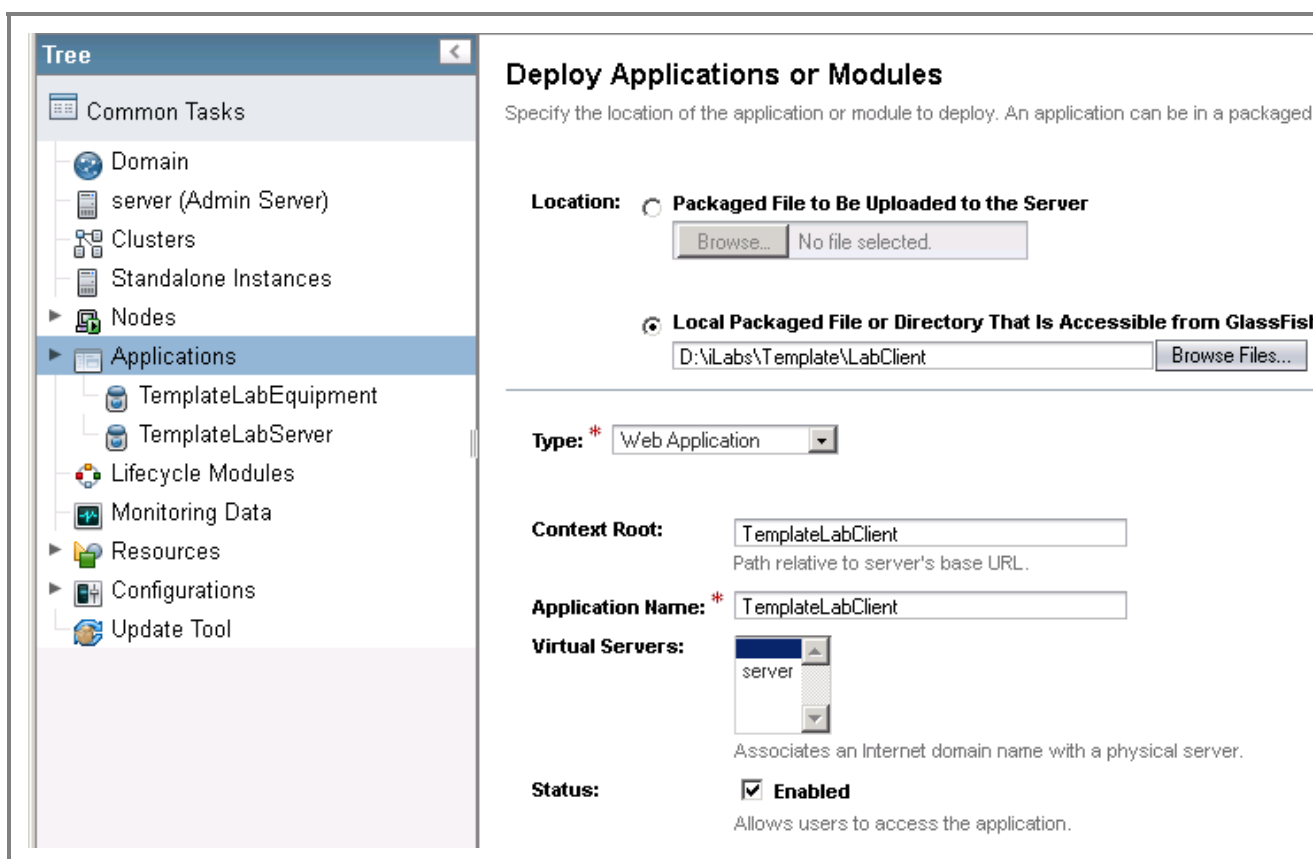 Tree
Common Tasks
Domain
server (Admin Server)
Clusters
Standalone Instances
Nodes
Applications
TemplateLabEquipment
TemplateLabServer
Lifecycle Modules
Monitoring Data
Resources
Configurations
Update Tool
Deploy Applications or Modules
Specify the location of the application or module to deploy. An application can be in a packaged
Location: Packaged File to Be Uploaded to the Server
Browse... No file selected.
Local Packaged File or Directory That Is Accessible from GlassFish
D:\iLabs\Template\LabClient Browse Files...
Type: * Web Application
Context Root: TemplateLabClient
Path relative to server's base URL.
Application Name: * TemplateLabClient
Virtual Servers:
server
Associates an Internet domain name with a physical server.
Status: Enabled
Allows users to access the application.